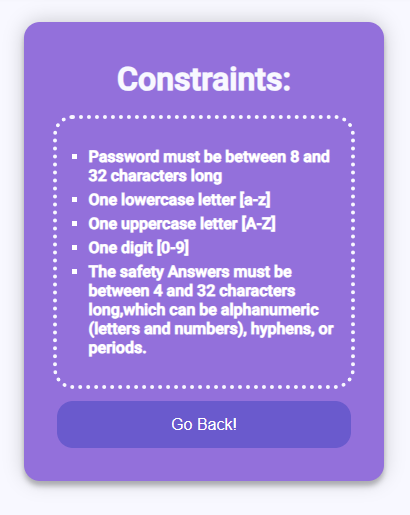 Constraints:
Password must be between 8 and
32 characters long
One lowercase letter [a-z]
One uppercase letter [A-Z]
One digit [0-9]
The safety Answers must be
between 4 and 32 characters
long,which can be alphanumeric
(letters and numbers), hyphens, or
periods.
Go Back!